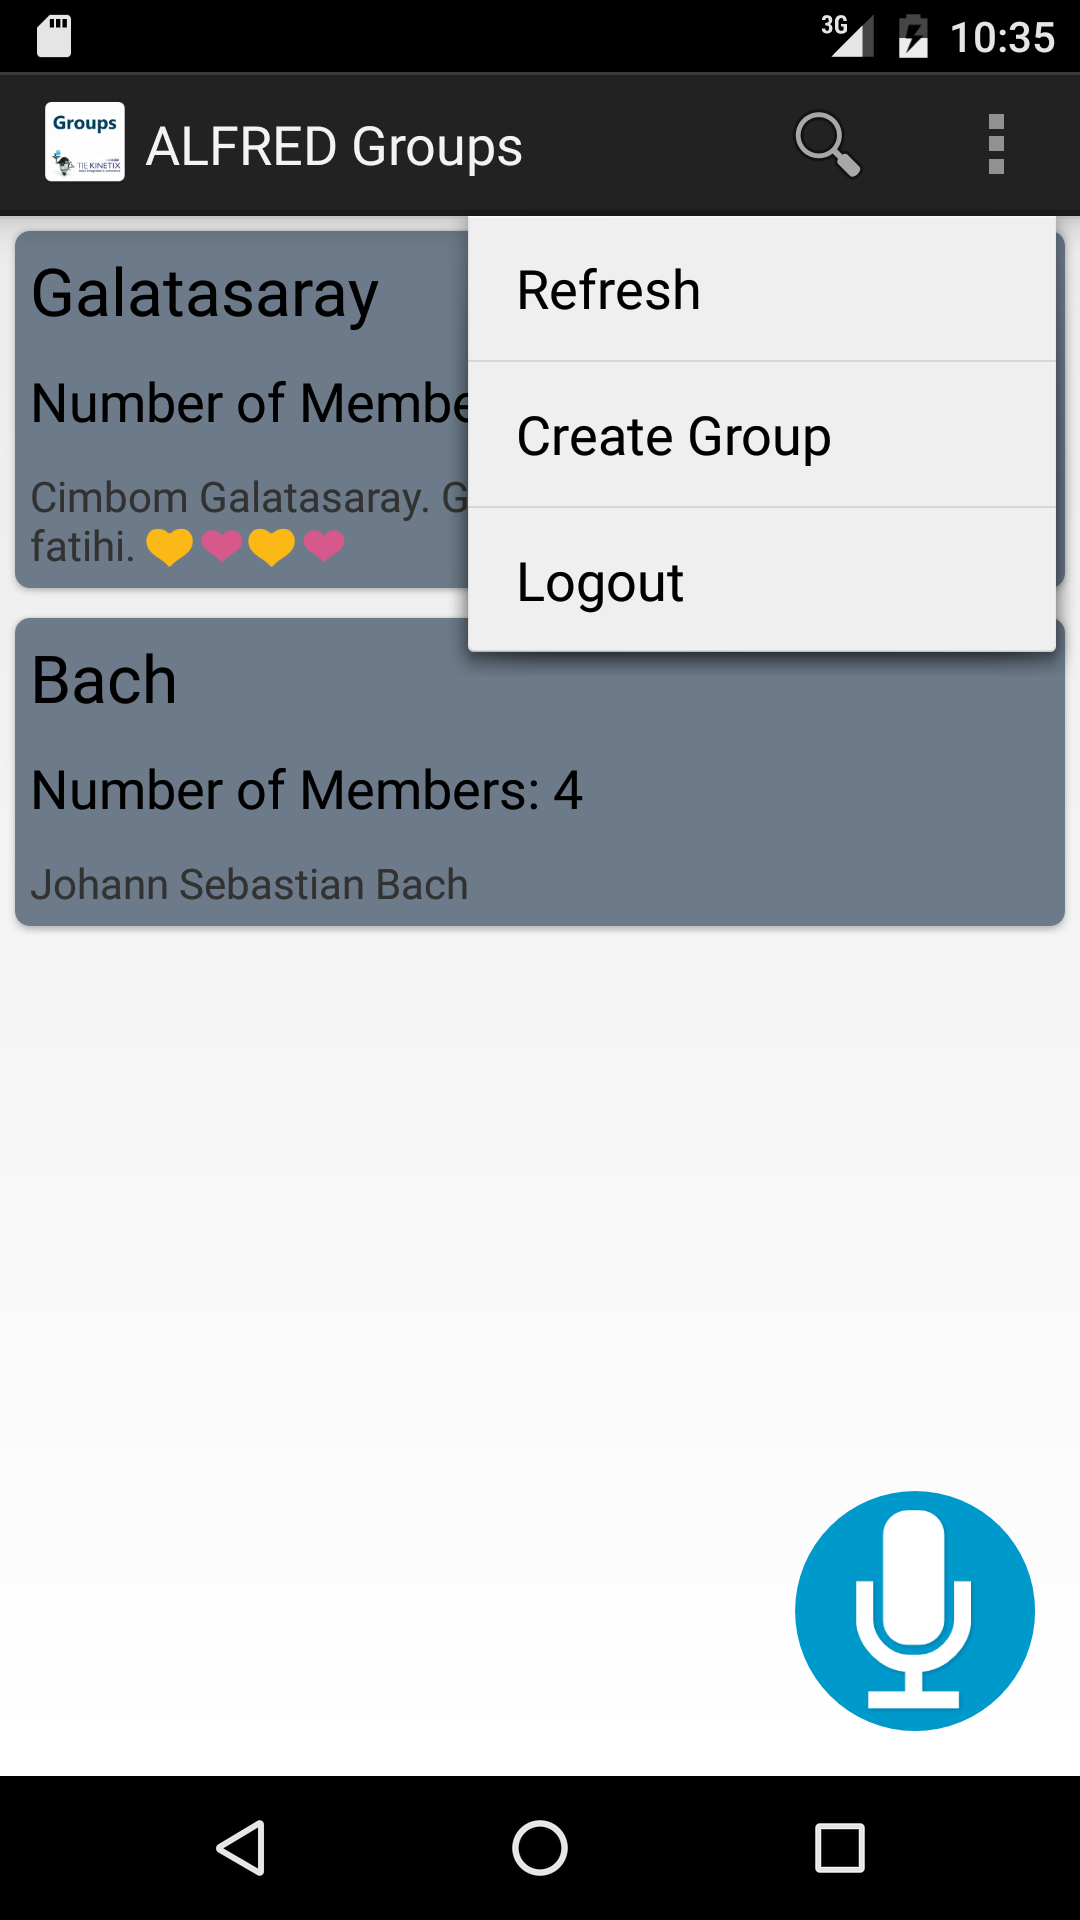 3G 10:35
Groups
TIE KINETIX
ALFRED Groups
Refresh
Create Group
Logout
Galatasaray
Number of Membe
Cimbom Galatasaray. G
fatihi. 💛❤💛❤
Bach
Number of Members: 4
Johann Sebastian Bach